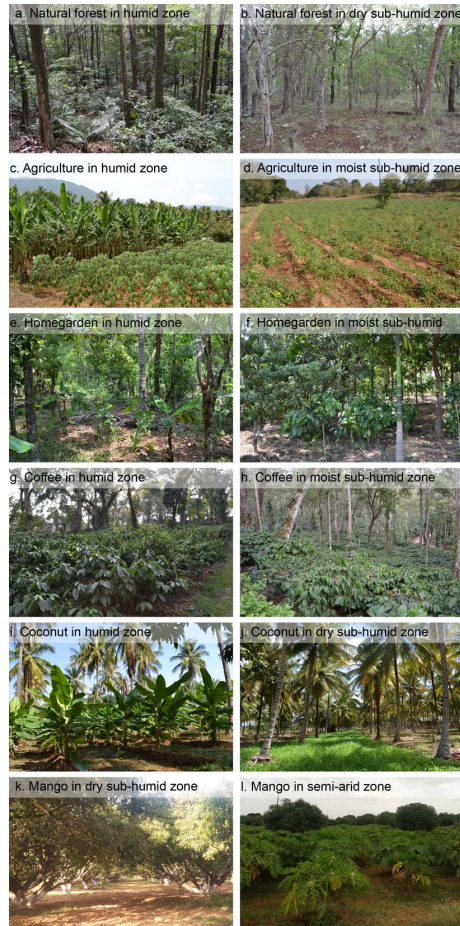 a. Natural forest in humid zone
b. Natural forest in dry sub-humid zone
c. Agriculture in humid zone
d. Agriculture in moist sub-humid zone
e. Homegarden in humid zone
f. Homegarden in moist sub-humid
g. Coffee in humid zone
h. Coffee in moist sub-humid zone
i. Coconut in humid zone
j. Coconut in dry sub-humid zone
k. Mango in dry sub-humid zone
l. Mango in semi-arid zone